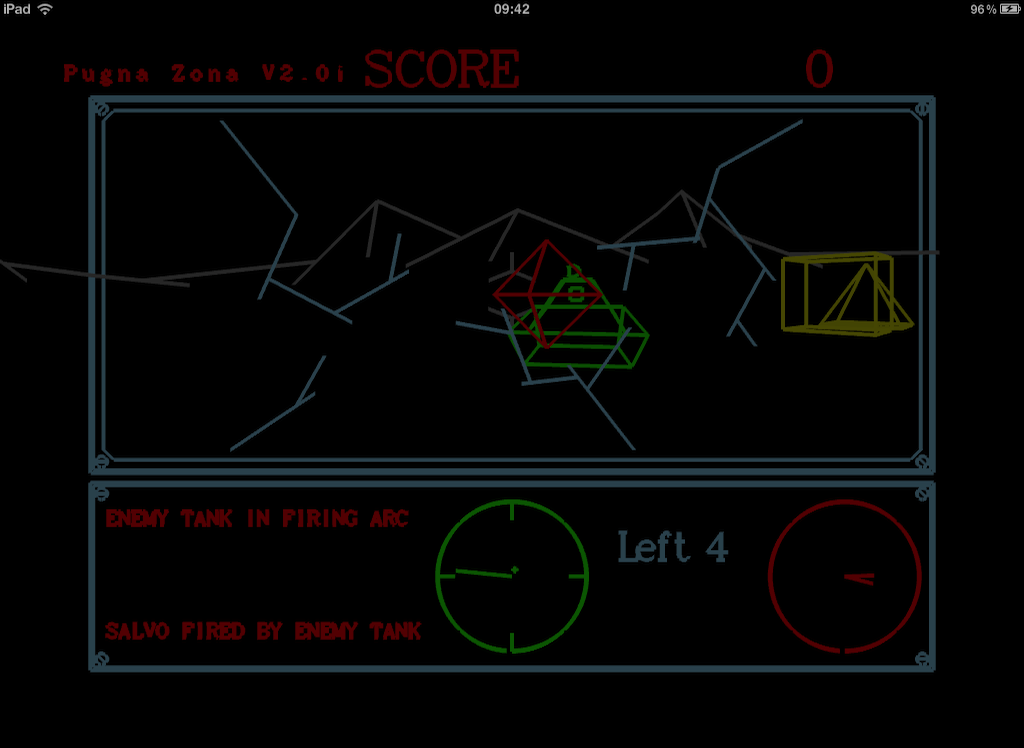 iPad 09:42 96%
Pugna Zona V2.0i SCORE 0
ENEMY TANK IN FIRING ARC
Left 4
SALVO FIRED BY ENEMY TANK